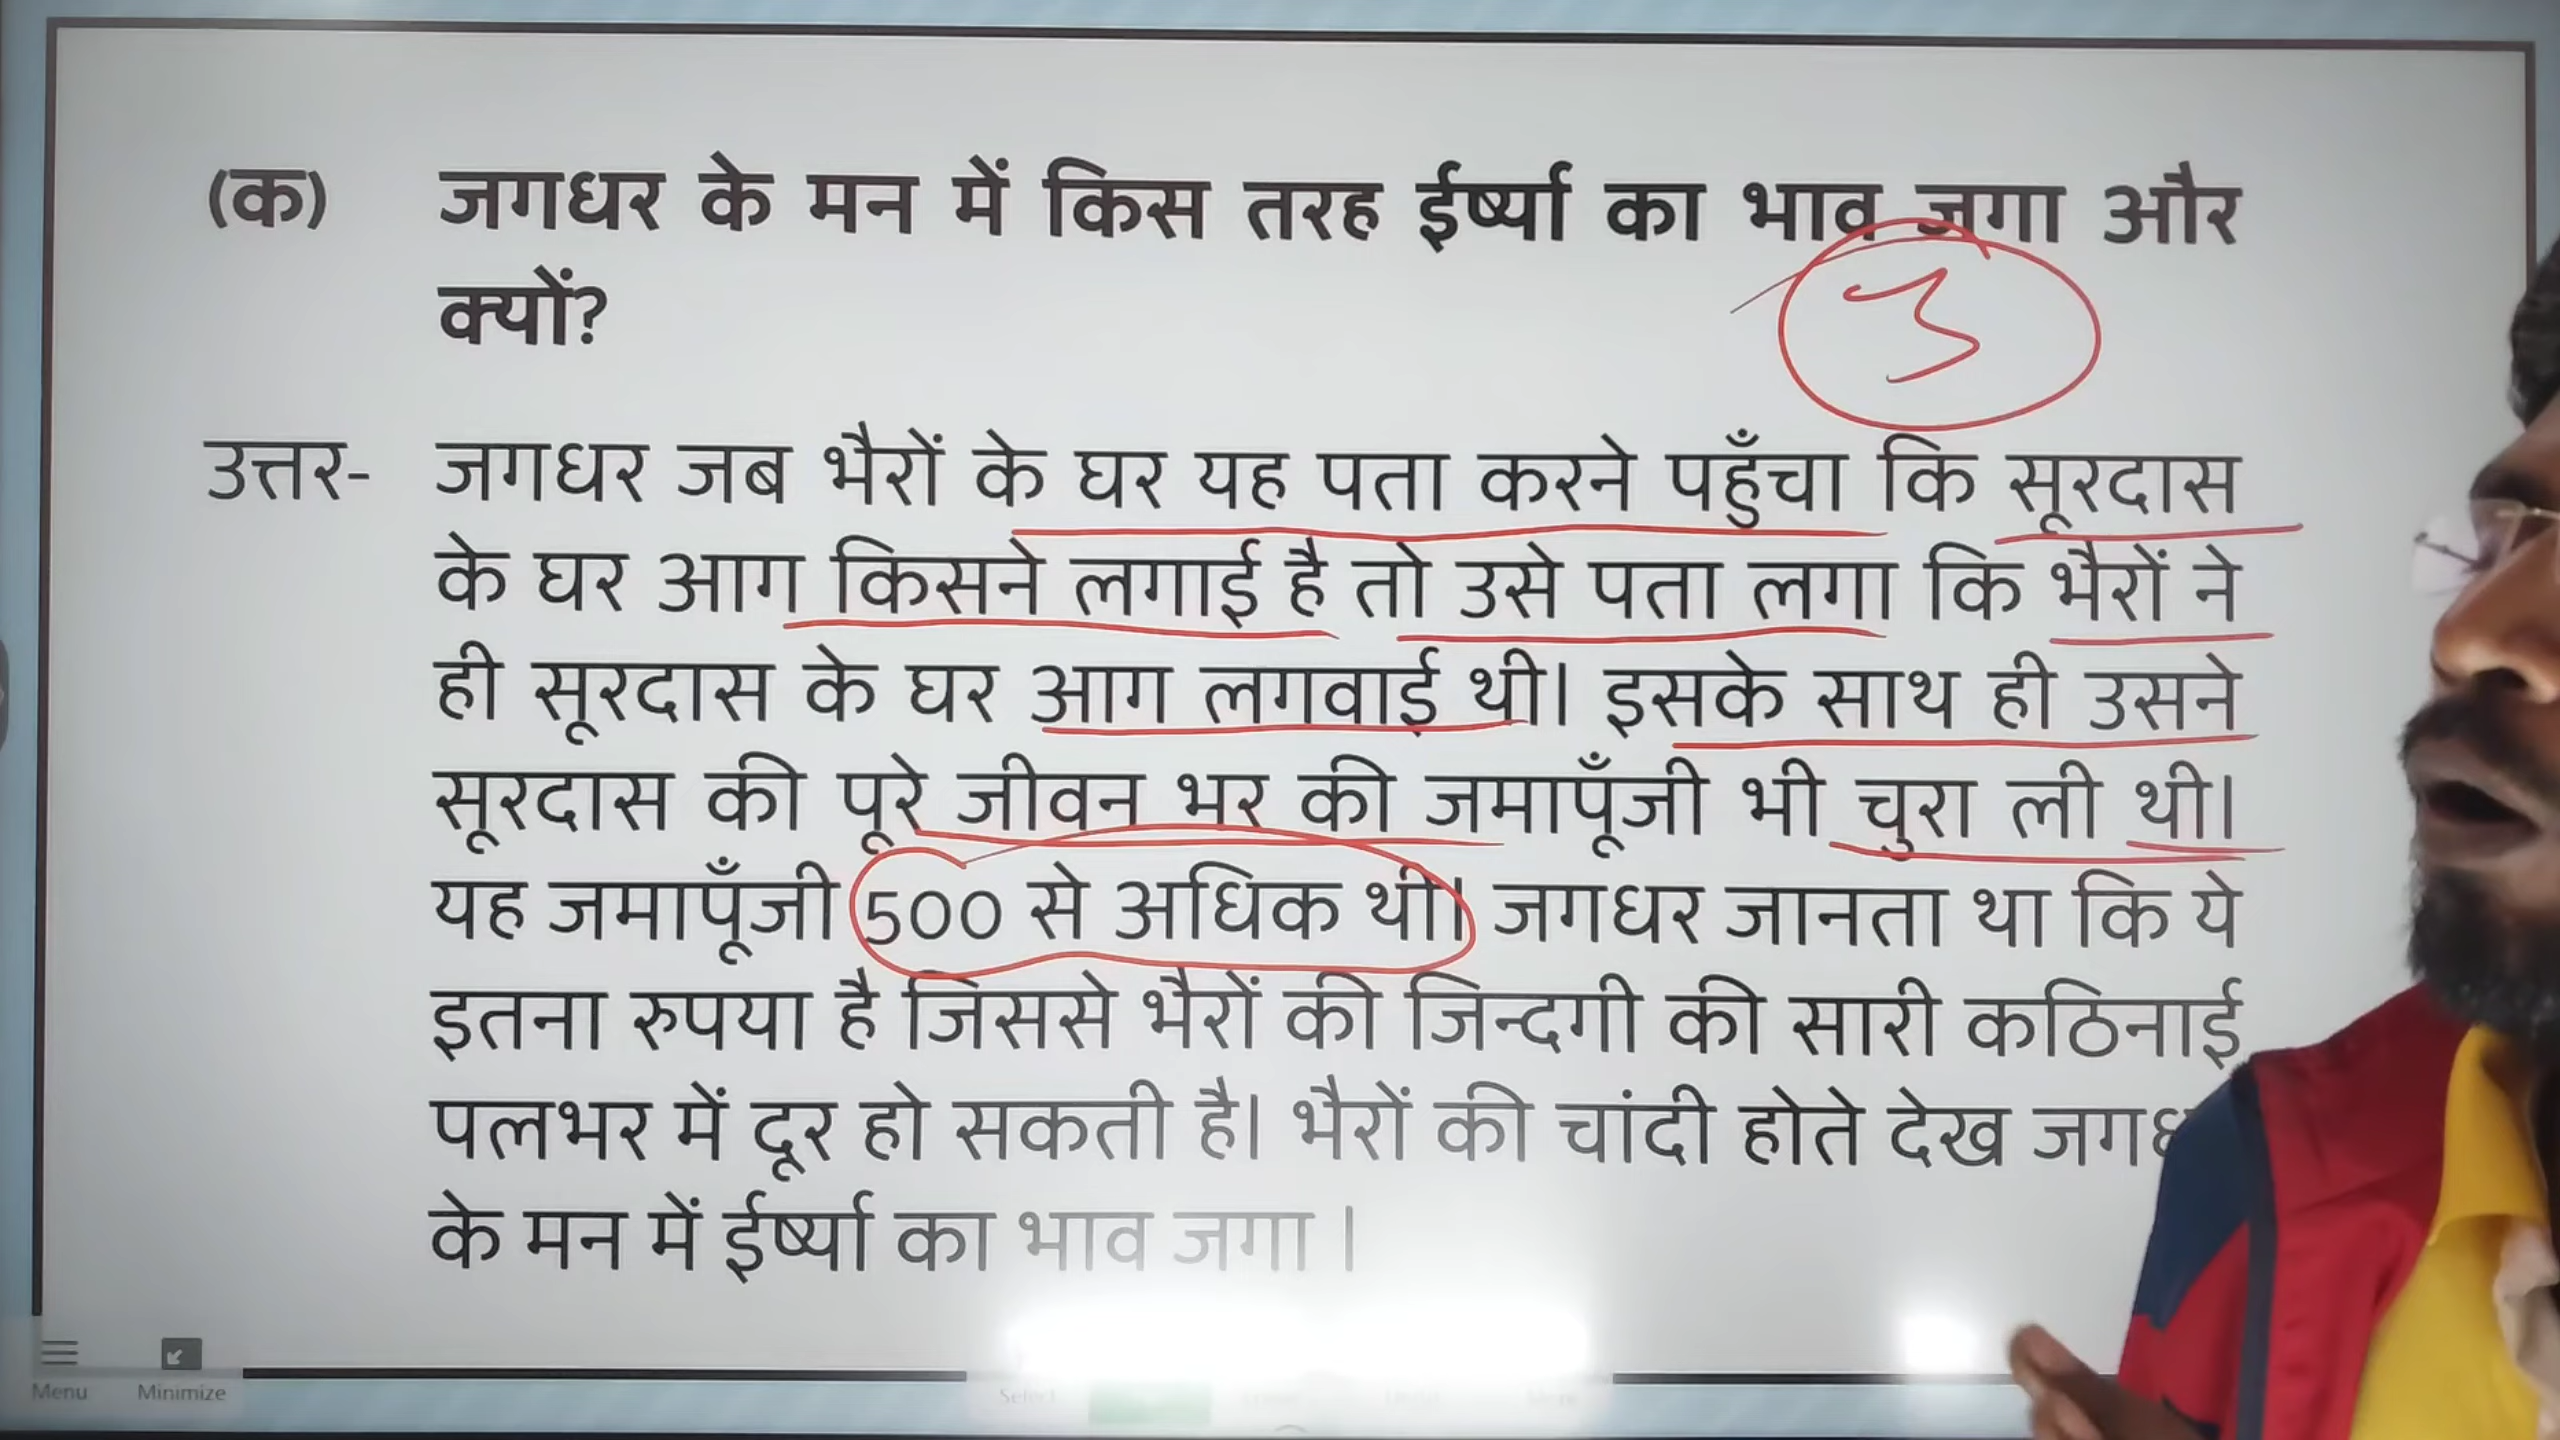 (क) जगधर के मन में किस तरह ईर्ष्या का भाव जगा और
क्यों?
3
उत्तर- जगधर जब भैरों के घर यह पता करने पहुँचा कि सूरदास
के घर आग किसने लगाई है तो उसे पता लगा कि भैरों ने
ही सूरदास के घर आग लगवाई थी। इसके साथ ही उसने
सूरदास की पूरे जीवन भर की जमापूँजी भी चुरा ली थी।
यह जमापूँजी 500 से अधिक थी। जगधर जानता था कि ये
इतना रुपया है जिससे भैरों की जिन्दगी की सारी कठिनाई
पलभर में दूर हो सकती है। भैरों की चांदी होते देख
के मन में ईर्ष्या का भाव जगा ।
Menu Minimize Select